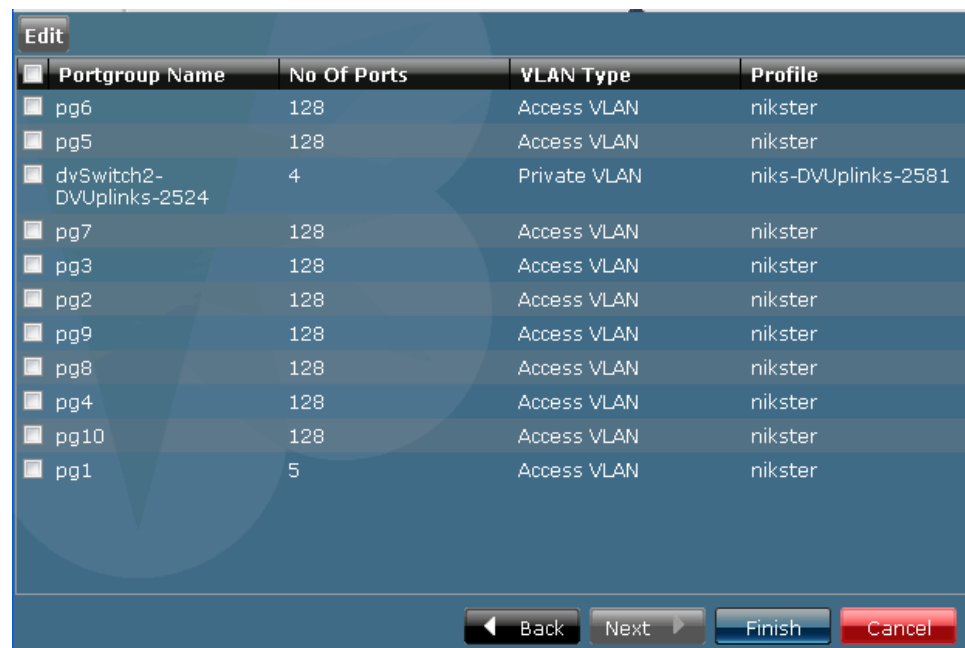 Edit
Portgroup Name No Of Ports VLAN Type Profile
pg6 128 Access VLAN nikster
pg5 128 Access VLAN nikster
dvSwitch2- 4 Private VLAN niks-DVUplinks-2581
DVUplinks-2524
pg7 128 Access VLAN nikster
pg3 128 Access VLAN nikster
pg2 128 Access VLAN nikster
pg9 128 Access VLAN nikster
pg8 128 Access VLAN nikster
pg4 128 Access VLAN nikster
pg10 128 Access VLAN nikster
pg1 5 Access VLAN nikster
Back Next Finish Cancel